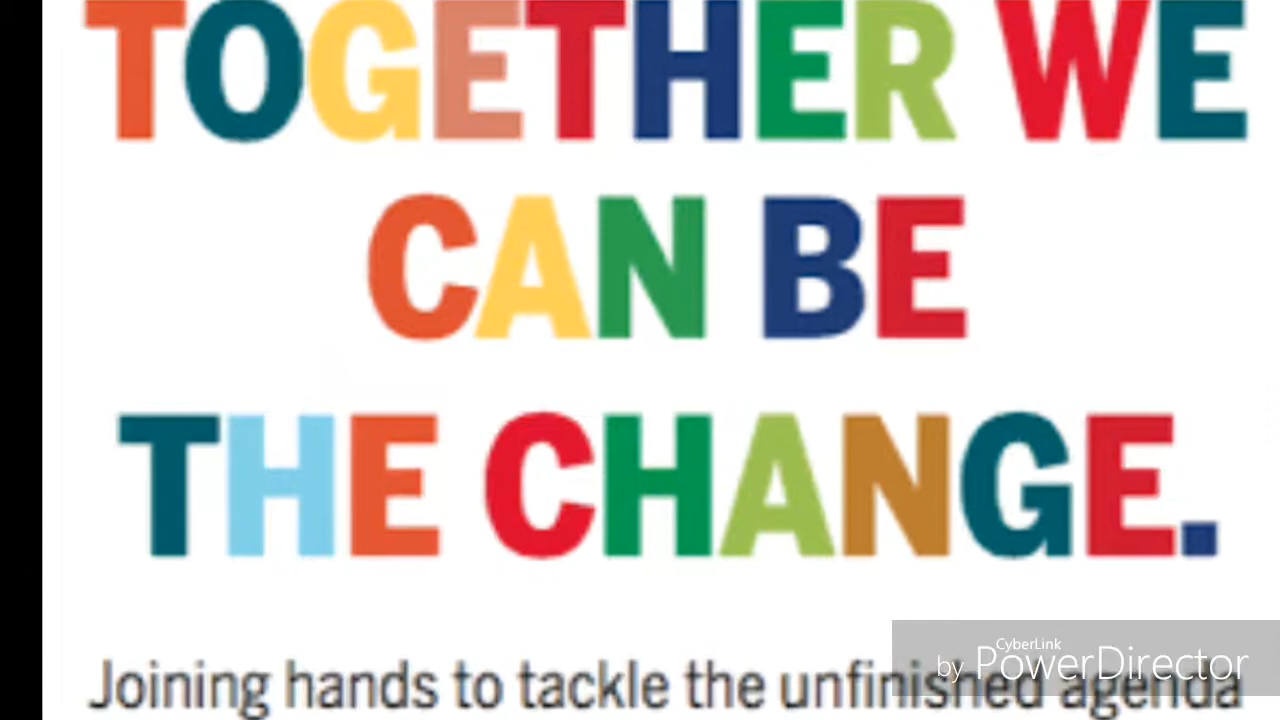 TOGETHER WE
CAN BE
THE CHANGE.
Joining hands to tackle the unfinished agenda
CyberLink
by PowerDirector